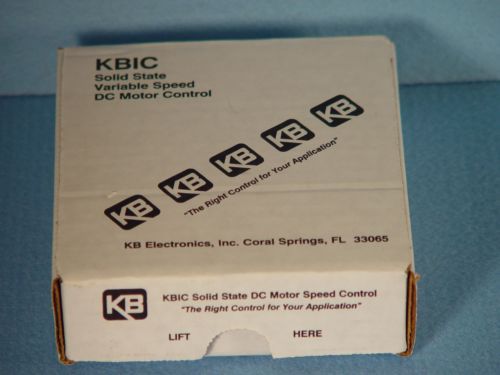 KBIC
Solid State
Variable Speed
DC Motor Control
KB KB KB KB KB
"The Right Control for Your Application"
KB Electronics, Inc. Coral Springs, FL 33065
KB
KBIC Solid State DC Motor Speed Control
"The Right Control for Your Application"
LIFT HERE